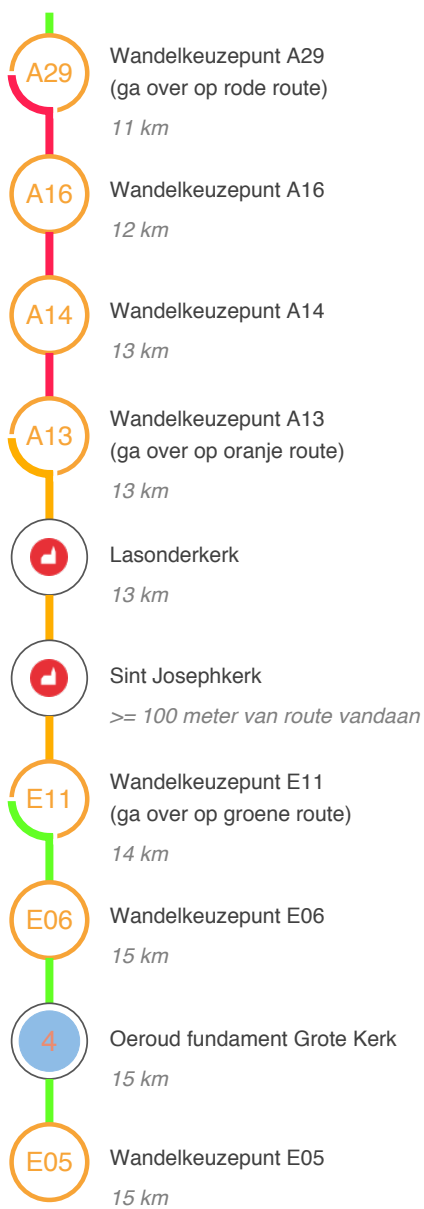 A29
Wandelkeuzepunt A29
(ga over op rode route)
11 km
A16
Wandelkeuzepunt A16
12 km
A14
Wandelkeuzepunt A14
13 km
A13
Wandelkeuzepunt A13
(ga over op oranje route)
13 km
Lasonderkerk
13 km
Sint Josephkerk
>= 100 meter van route vandaan
E11
Wandelkeuzepunt E11
(ga over op groene route)
14 km
E06
Wandelkeuzepunt E06
15 km
4
Oeroud fundament Grote Kerk
15 km
E05
Wandelkeuzepunt E05
15 km